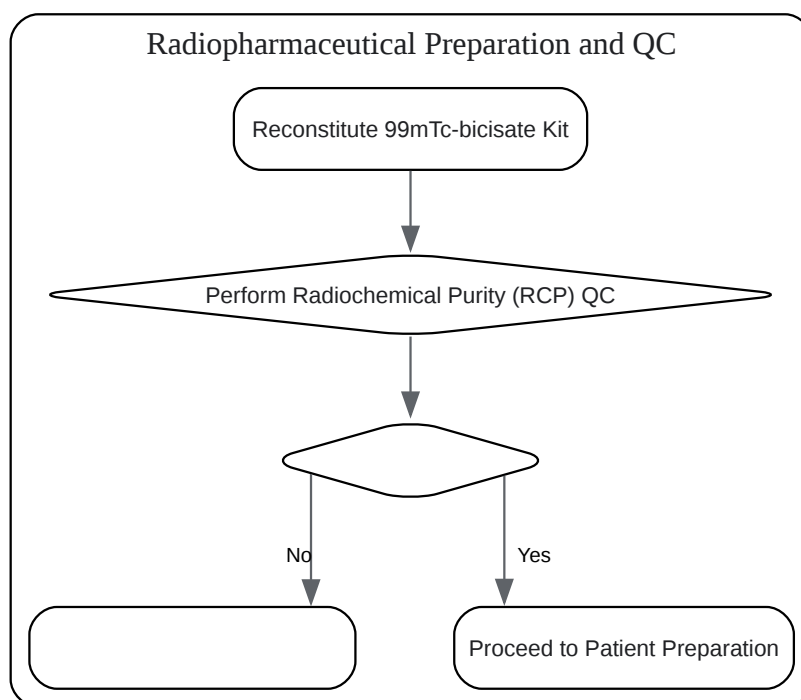 Radiopharmaceutical Preparation and QC
Reconstitute 99mTc-bicisate Kit
Perform Radiochemical Purity (RCP) QC
No
Yes
Proceed to Patient Preparation